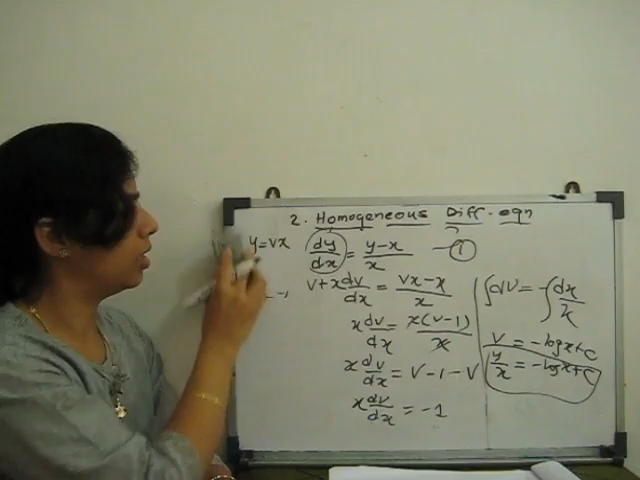 2. Homogeneous Diff. eqn
y=vx dy/dx = y-x/x — ①
v+x dv/dx = vx-x/x
x dv/dx = x(v-1)/x
x dv/dx = v-1-v
x dv/dx = -1
∫dv = -∫dx/x
v = -logx+c
y/x = -logx+c